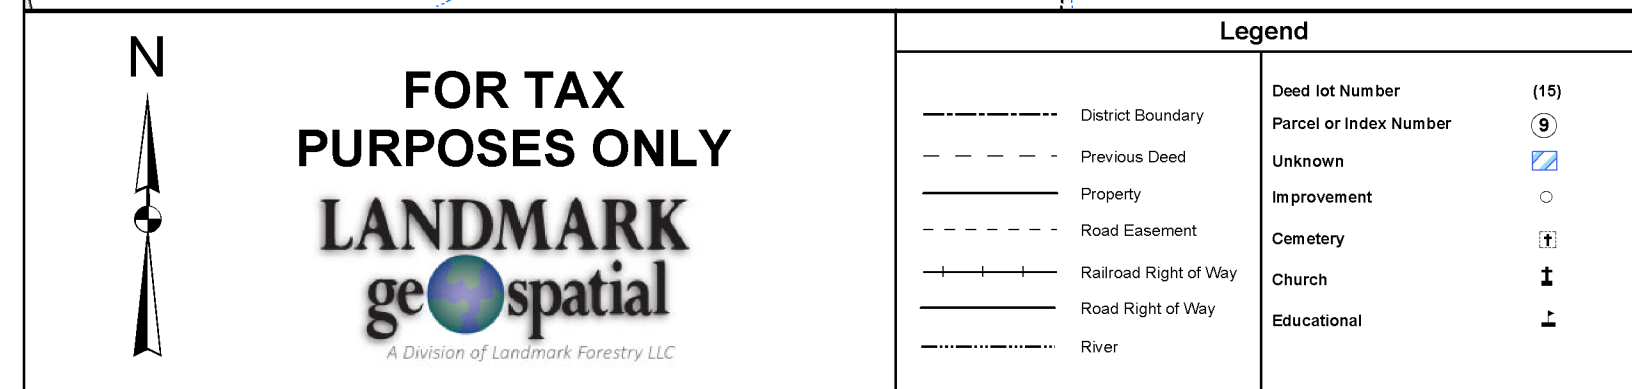 N
FOR TAX
PURPOSES ONLY
LANDMARK
geospatial
A Division of Landmark Forestry LLC
Legend
District Boundary
Previous Deed
Property
Road Easement
Railroad Right of Way
Road Right of Way
River
Deed lot Number (15)
Parcel or Index Number 9
Unknown
Improvement
Cemetery
Church
Educational